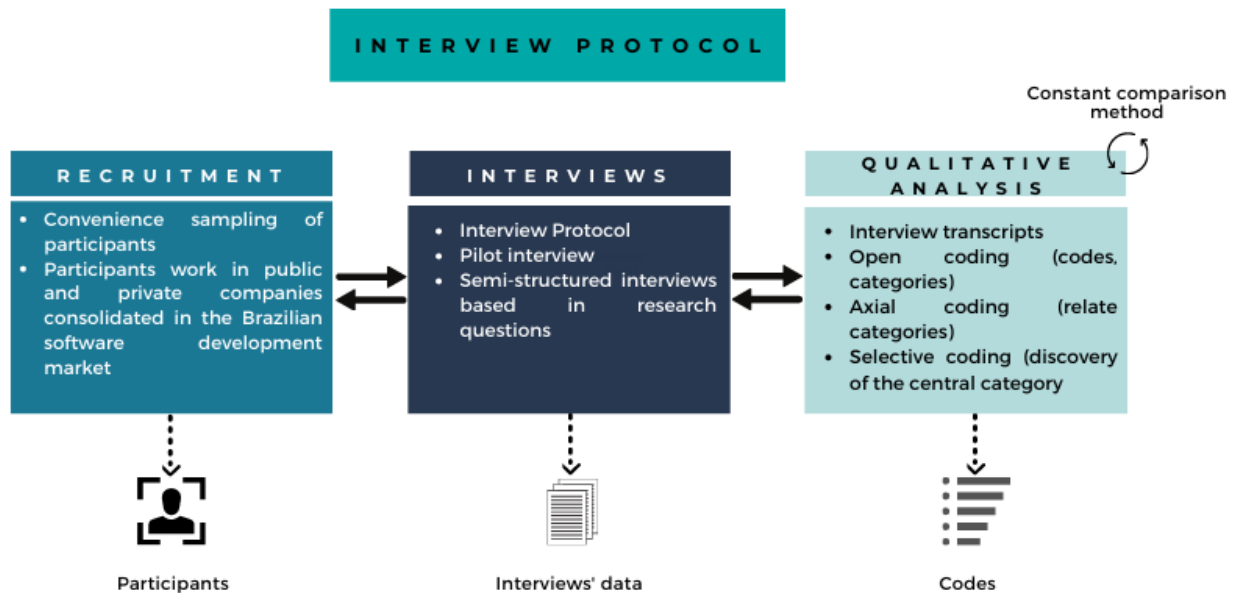 INTERVIEW PROTOCOL
Constant comparison
method
RECRUITMENT
• Convenience sampling of
participants
• Participants work in public
and private companies
consolidated in the Brazilian
software development
market
INTERVIEWS
• Interview Protocol
• Pilot interview
• Semi-structured interviews
based in research
questions
QUALITATIVE
ANALYSIS
• Interview transcripts
• Open coding (codes,
categories)
• Axial coding (relate
categories)
• Selective coding (discovery
of the central category
Participants
Interviews' data
Codes